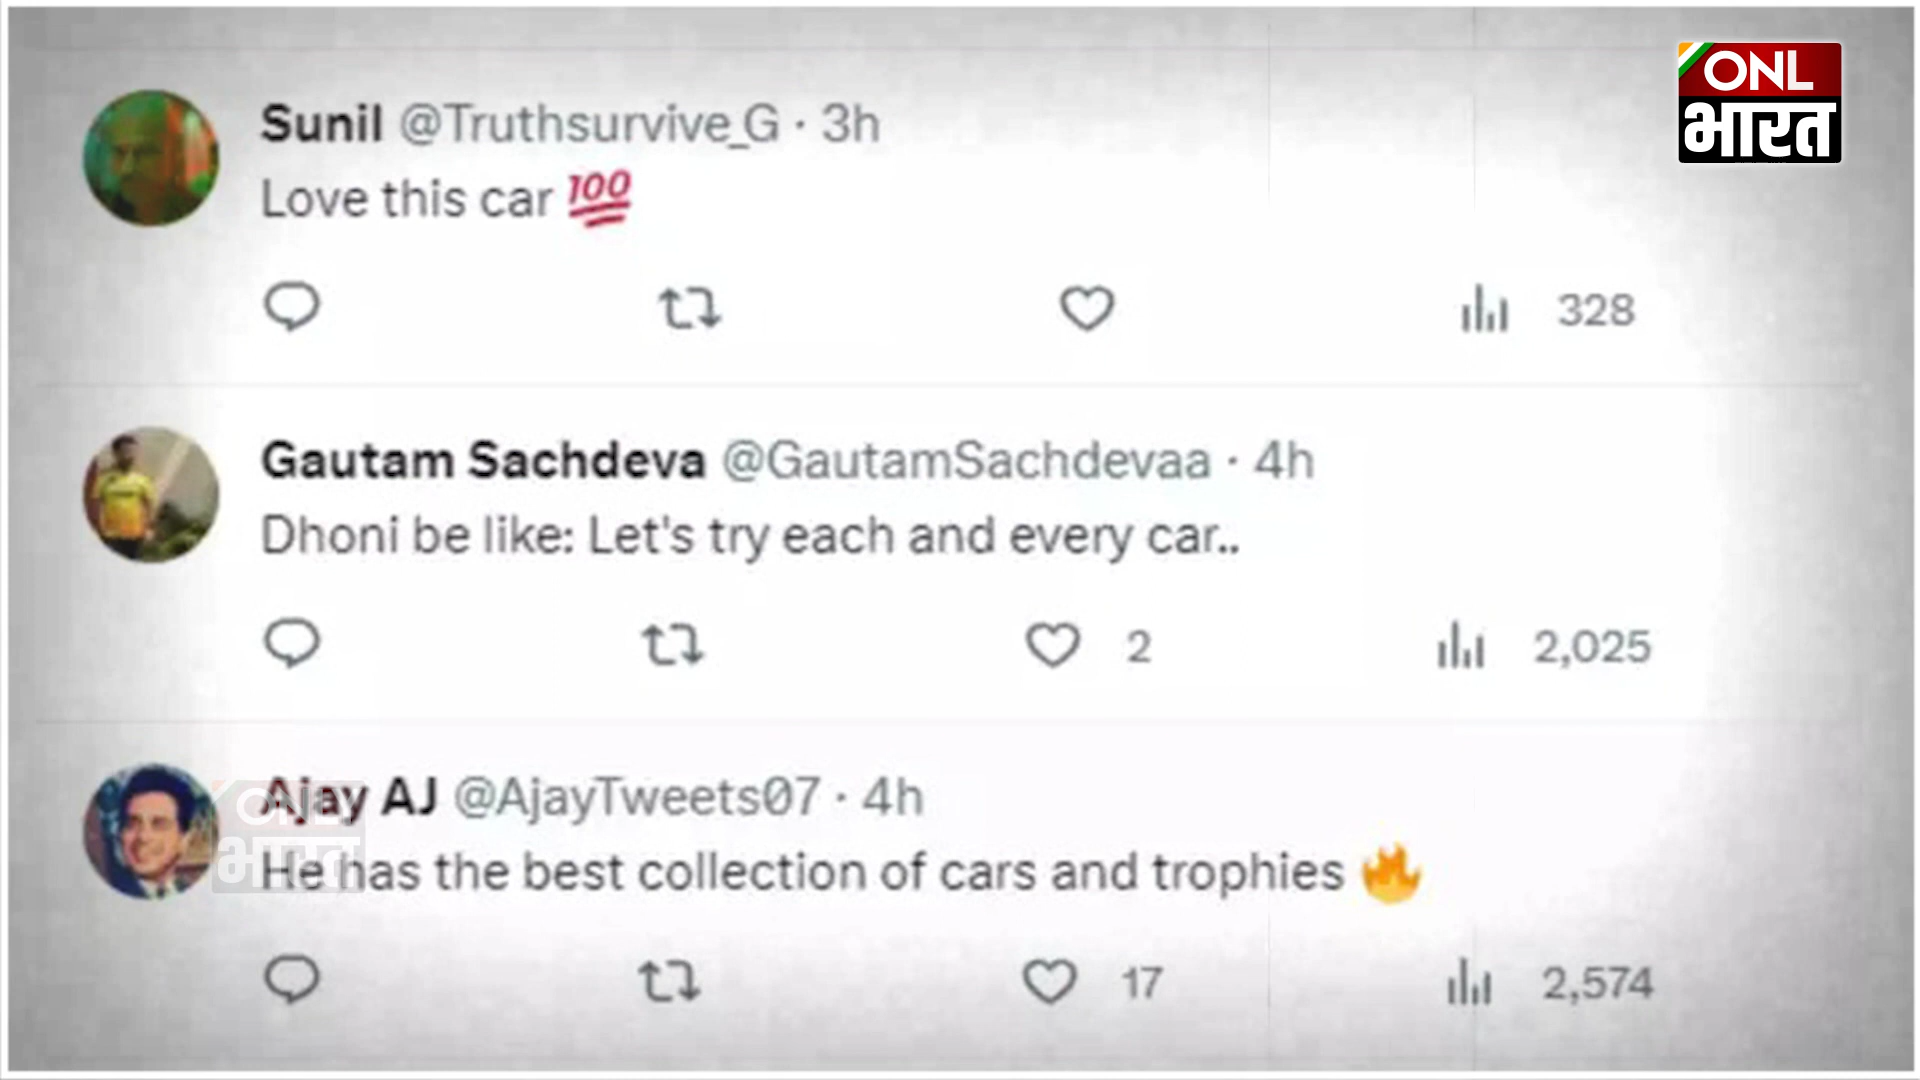 ONL
भारत
Sunil @Truthsurvive_G · 3h
Love this car 💯
328
Gautam Sachdeva @GautamSachdevaa · 4h
Dhoni be like: Let's try each and every car..
2 2,025
Ajay AJ @AjayTweets07 · 4h
He has the best collection of cars and trophies 🔥
17 2,574
ONL
भारत